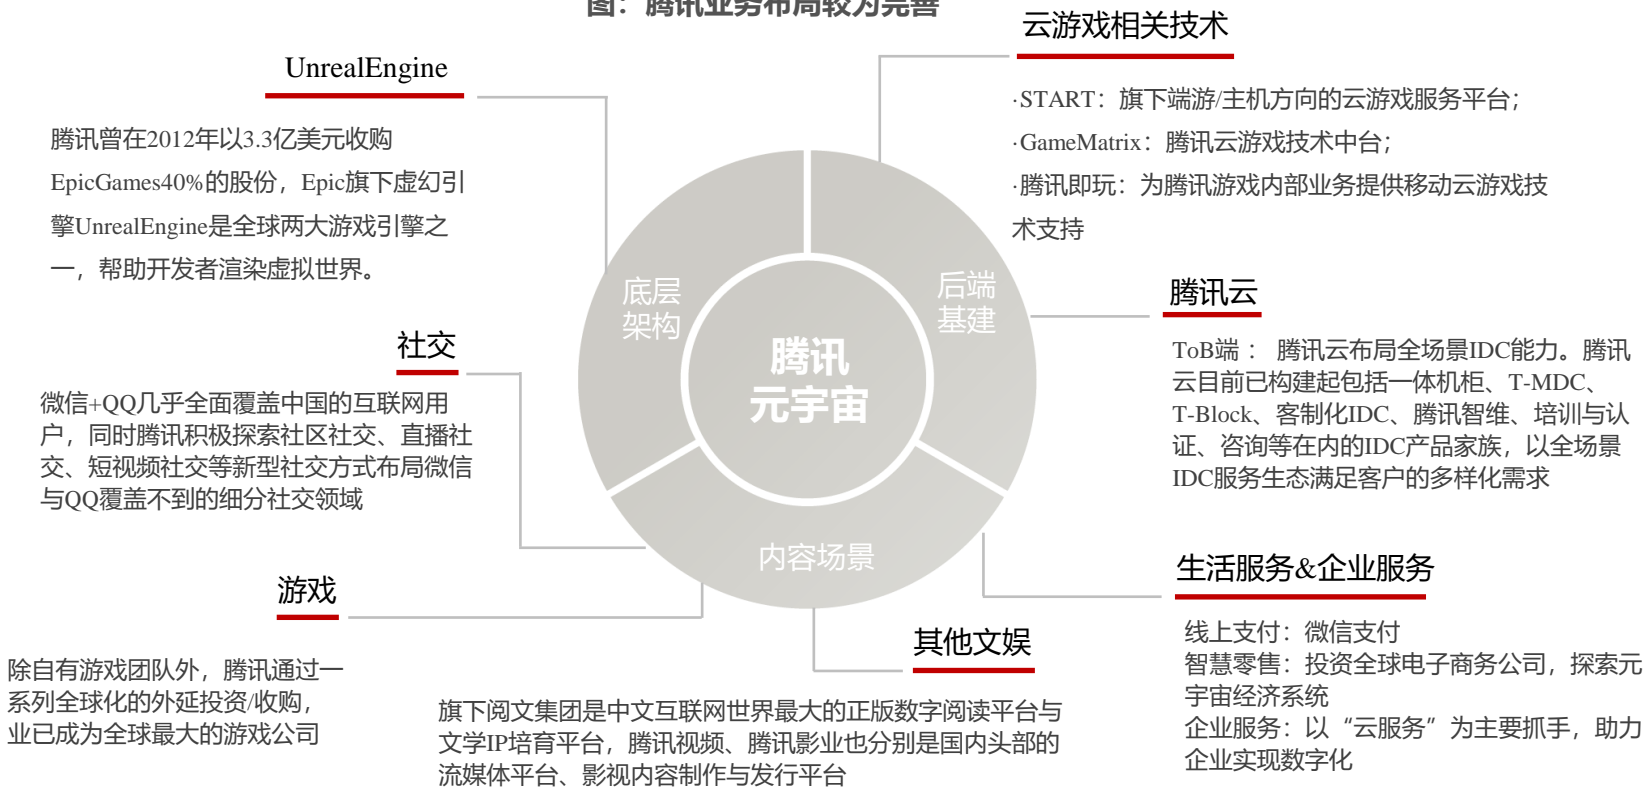 图：腾讯业务布局较为完善
UnrealEngine
腾讯曾在2012年以3.3亿美元收购
EpicGames40%的股份，Epic旗下虚幻引
擎UnrealEngine是全球两大游戏引擎之
一，帮助开发者渲染虚拟世界。
社交
微信+QQ几乎全面覆盖中国的互联网用
户，同时腾讯积极探索社区社交、直播社
交、短视频社交等新型社交方式布局微信
与QQ覆盖不到的细分社交领域
游戏
除自有游戏团队外，腾讯通过一
系列全球化的外延投资/收购，
业已成为全球最大的游戏公司
底层
架构
后端
基建
腾讯
元宇宙
内容场景
云游戏相关技术
·START：旗下端游/主机方向的云游戏服务平台；
·GameMatrix：腾讯云游戏技术中台；
·腾讯即玩：为腾讯游戏内部业务提供移动云游戏技
术支持
腾讯云
ToB端 ： 腾讯云布局全场景IDC能力。腾讯
云目前已构建起包括一体机柜、T-MDC、
T-Block、客制化IDC、腾讯智维、培训与认
证、咨询等在内的IDC产品家族，以全场景
IDC服务生态满足客户的多样化需求
生活服务&企业服务
线上支付：微信支付
智慧零售：投资全球电子商务公司，探索元
宇宙经济系统
企业服务：以“云服务”为主要抓手，助力
企业实现数字化
其他文娱
旗下阅文集团是中文互联网世界最大的正版数字阅读平台与
文学IP培育平台，腾讯视频、腾讯影业也分别是国内头部的
流媒体平台、影视内容制作与发行平台